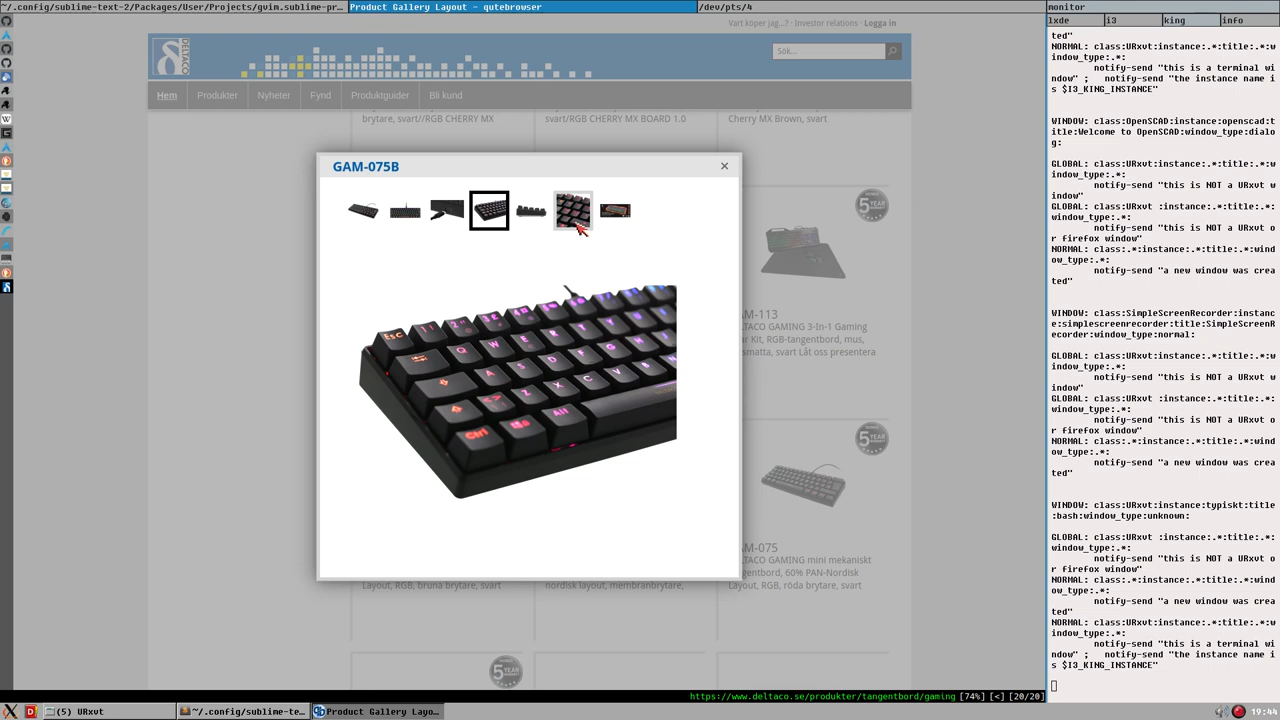 ~/.config/sublime-text-2/Packages/User/Projects/gvim.sublime-pr…
Product Gallery Layout - qutebrowser
/dev/pts/4
monitor
lxde
i3
king
info
Vart köper jag...? · Investor relations · Logga in
DELTACO
Sök...
Hem
Produkter
Nyheter
Fynd
Produktguider
Bli kund
brytare, svart//RGB CHERRY MX
svart/RGB CHERRY MX BOARD 1.0
Cherry MX Brown, svart
GAM-075B
×
Esc
Q W E R T Y
A S D F G H J
Z X C V B N
Ctrl
Alt
5 YEAR
AM-113
LTACO GAMING 3-In-1 Gaming
är Kit, RGB-tangentbord, mus,
smatta, svart Låt oss presentera
5 YEAR
AM-075
LTACO GAMING mini mekaniskt
ngentbord, 60% PAN-Nordisk
Layout, RGB, röda brytare, svart
Layout, RGB, bruna brytare, svart
nordisk layout, membranbrytare,
5 YEAR
https://www.deltaco.se/produkter/tangentbord/gaming [74%] [<] [20/20]
ted"
NORMAL: class:URxvt:instance:.*:title:.*:w
indow_type:.*:
notify-send "this is a terminal wi
ndow" ;   notify-send "the instance name i
s $I3_KING_INSTANCE"
WINDOW: class:OpenSCAD:instance:openscad:t
itle:Welcome to OpenSCAD:window_type:dialo
g:
GLOBAL: class:URxvt :instance:.*:title:.*:
window_type:.*:
notify-send "this is NOT a URxvt w
indow"
GLOBAL: class:URxvt :instance:.*:title:.*:
window_type:.*:
notify-send "this is NOT a URxvt o
r firefox window"
NORMAL: class:.*:instance:.*:title:.*:wind
ow_type:.*:
notify-send "a new window was crea
ted"
WINDOW: class:SimpleScreenRecorder:instanc
e:simplescreenrecorder:title:SimpleScreenR
ecorder:window_type:normal:
GLOBAL: class:URxvt :instance:.*:title:.*:
window_type:.*:
notify-send "this is NOT a URxvt w
indow"
GLOBAL: class:URxvt :instance:.*:title:.*:
window_type:.*:
notify-send "this is NOT a URxvt o
r firefox window"
NORMAL: class:.*:instance:.*:title:.*:wind
ow_type:.*:
notify-send "a new window was crea
ted"
WINDOW: class:URxvt:instance:typiskt:title
:bash:window_type:unknown:
GLOBAL: class:URxvt :instance:.*:title:.*:
window_type:.*:
notify-send "this is NOT a URxvt o
r firefox window"
NORMAL: class:.*:instance:.*:title:.*:wind
ow_type:.*:
notify-send "a new window was crea
ted"
NORMAL: class:URxvt:instance:.*:title:.*:w
indow_type:.*:
notify-send "this is a terminal wi
ndow" ;   notify-send "the instance name i
s $I3_KING_INSTANCE"
(5) URxvt
~/.config/sublime-te…
Product Gallery Layo…
19:44